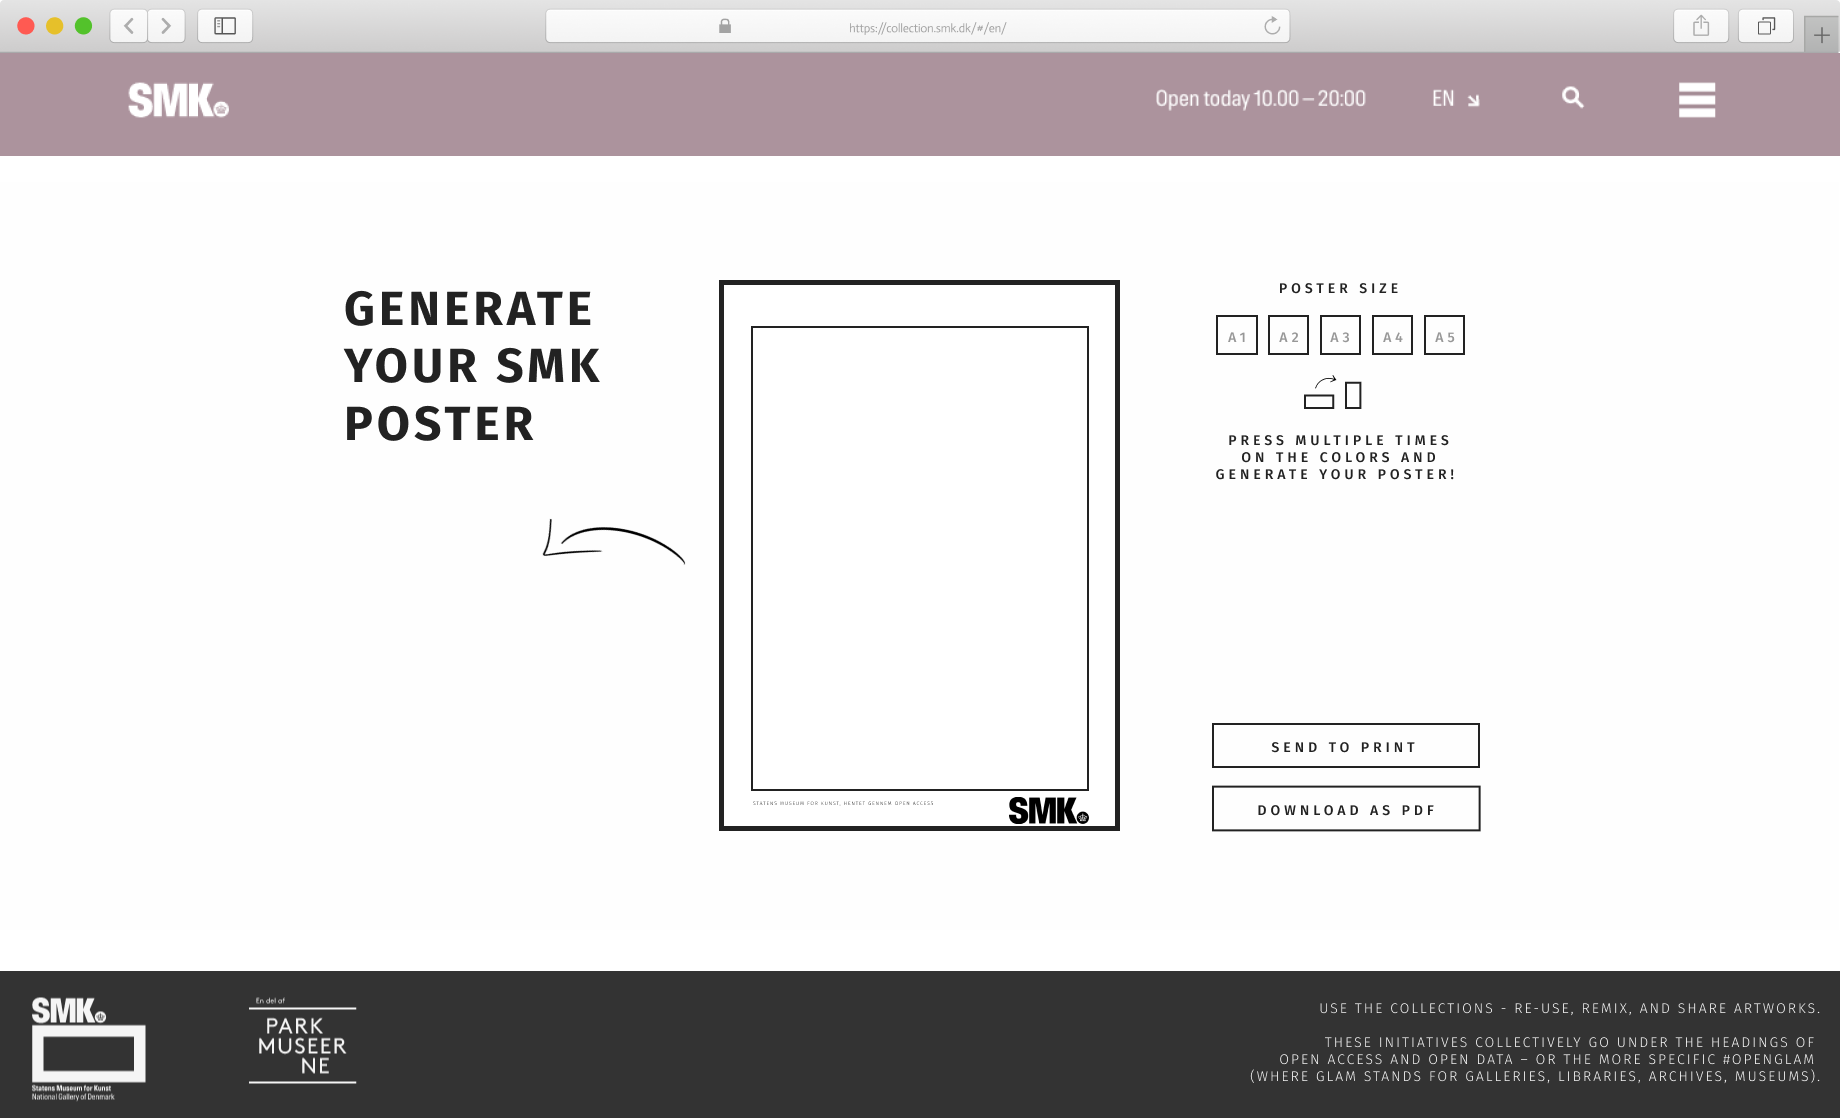 https://collection.smk.dk/#/en/
SMK.
Open today 10.00 – 20:00
EN
GENERATE
YOUR SMK
POSTER
STATENS MUSEUM FOR KUNST, HENTET GENNEM OPEN ACCESS
SMK.
POSTER SIZE
A1 A2 A3 A4 A5
PRESS MULTIPLE TIMES
ON THE COLORS AND
GENERATE YOUR POSTER!
SEND TO PRINT
DOWNLOAD AS PDF
SMK.
Statens Museum for Kunst
National Gallery of Denmark
En del af
PARK
MUSEER
NE
USE THE COLLECTIONS - RE-USE, REMIX, AND SHARE ARTWORKS.
THESE INITIATIVES COLLECTIVELY GO UNDER THE HEADINGS OF
OPEN ACCESS AND OPEN DATA – OR THE MORE SPECIFIC #OPENGLAM
(WHERE GLAM STANDS FOR GALLERIES, LIBRARIES, ARCHIVES, MUSEUMS).